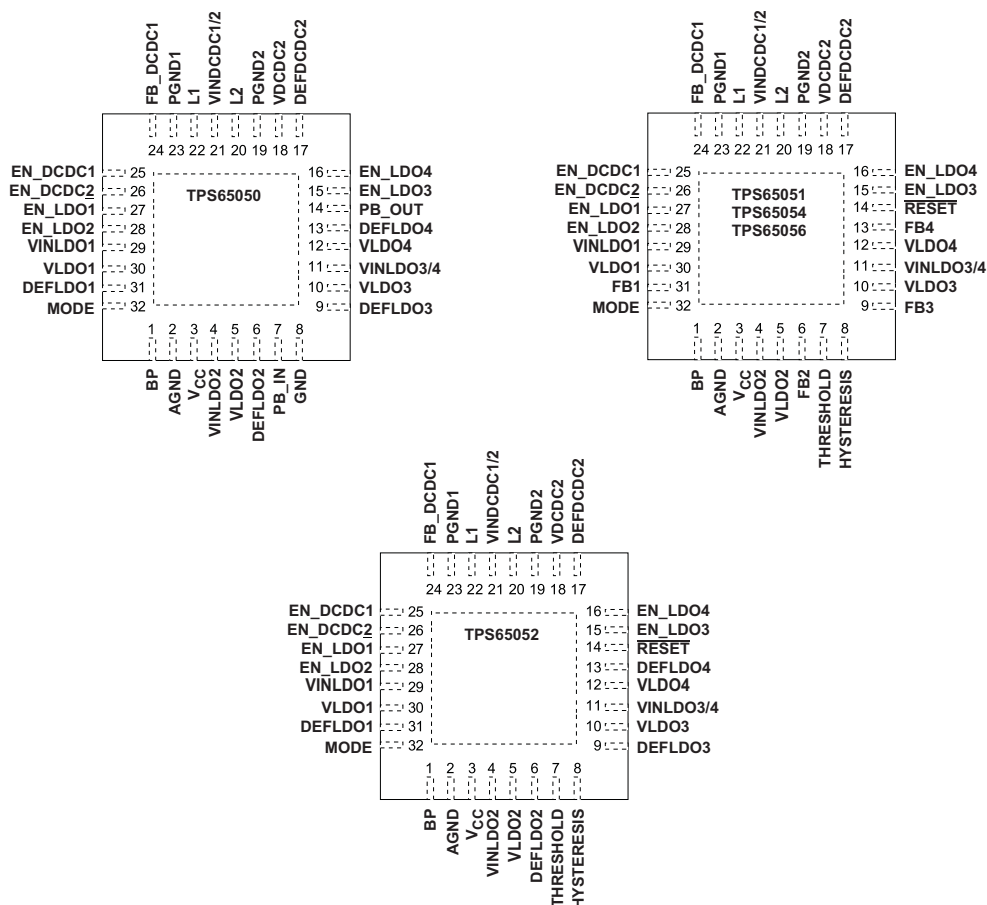 FB_DCDC1
PGND1
L1
VINDCDC1/2
L2
PGND2
VDCDC2
DEFDCDC2
24 23 22 21 20 19 18 17
EN_DCDC1 25
EN_DCDC2 26
EN_LDO1 27
EN_LDO2 28
VINLDO1 29
VLDO1 30
DEFLDO1 31
MODE 32
TPS65050
16 EN_LDO4
15 EN_LDO3
14 PB_OUT
13 DEFLDO4
12 VLDO4
11 VINLDO3/4
10 VLDO3
9 DEFLDO3
1 2 3 4 5 6 7 8
BP
AGND
VCC
VINLDO2
VLDO2
DEFLDO2
PB_IN
GND
FB_DCDC1
PGND1
L1
VINDCDC1/2
L2
PGND2
VDCDC2
DEFDCDC2
24 23 22 21 20 19 18 17
EN_DCDC1 25
EN_DCDC2 26
EN_LDO1 27
EN_LDO2 28
VINLDO1 29
VLDO1 30
FB1 31
MODE 32
TPS65051
TPS65054
TPS65056
16 EN_LDO4
15 EN_LDO3
14 RESET
13 FB4
12 VLDO4
11 VINLDO3/4
10 VLDO3
9 FB3
1 2 3 4 5 6 7 8
BP
AGND
VCC
VINLDO2
VLDO2
FB2
THRESHOLD
HYSTERESIS
FB_DCDC1
PGND1
L1
VINDCDC1/2
L2
PGND2
VDCDC2
DEFDCDC2
24 23 22 21 20 19 18 17
EN_DCDC1 25
EN_DCDC2 26
EN_LDO1 27
EN_LDO2 28
VINLDO1 29
VLDO1 30
DEFLDO1 31
MODE 32
TPS65052
16 EN_LDO4
15 EN_LDO3
14 RESET
13 DEFLDO4
12 VLDO4
11 VINLDO3/4
10 VLDO3
9 DEFLDO3
1 2 3 4 5 6 7 8
BP
AGND
VCC
VINLDO2
VLDO2
DEFLDO2
THRESHOLD
HYSTERESIS